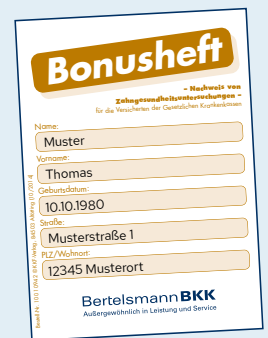 Bonusheft
– Nachweis von
Zahngesundheitsuntersuchungen –
für die Versicherten der Gesetzlichen Krankenkassen
Name:
Muster
Vorname:
Thomas
Geburtsdatum:
10.10.1980
Straße:
Musterstraße 1
PLZ/Wohnort:
12345 Musterort
BertelsmannBKK
Außergewöhnlich in Leistung und Service